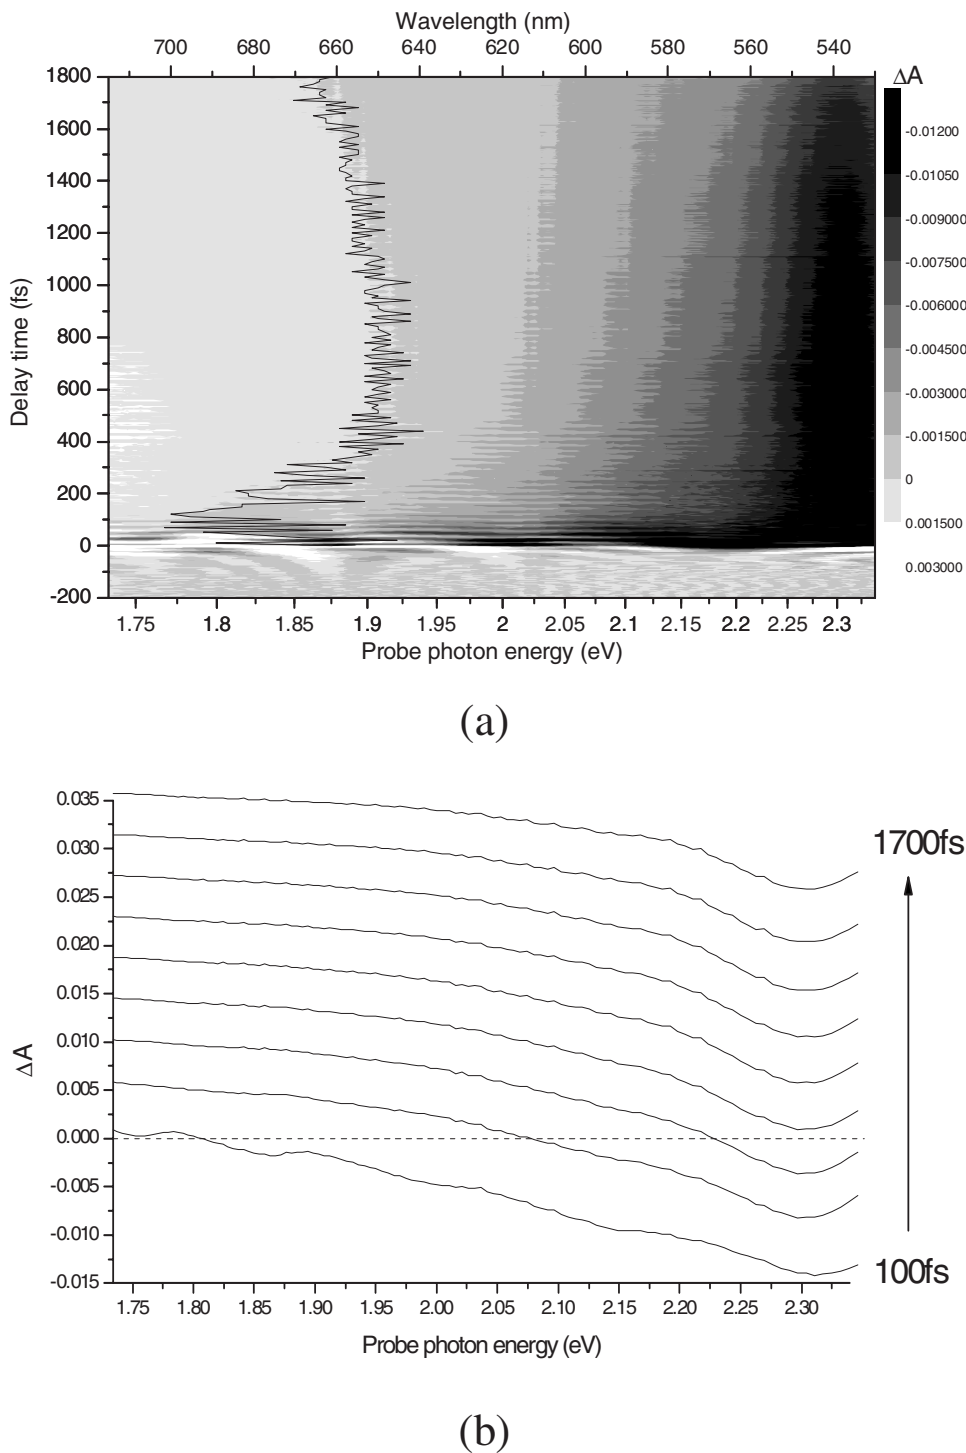 (a)
Wavelength (nm)
700 680 660 640 620 600 580 560 540
ΔA
1800
1600
1400
1200
1000
800
600
400
200
0
-200
Delay time (fs)
-0.01200
-0.01050
-0.009000
-0.007500
-0.006000
-0.004500
-0.003000
-0.001500
0
0.001500
0.003000
1.75 1.8 1.85 1.9 1.95 2 2.05 2.1 2.15 2.2 2.25 2.3
Probe photon energy (eV)
(a)
0.035
0.030
0.025
0.020
0.015
0.010
0.005
0.000
-0.005
-0.010
-0.015
ΔA
1700fs
100fs
1.75 1.80 1.85 1.90 1.95 2.00 2.05 2.10 2.15 2.20 2.25 2.30
Probe photon energy (eV)
(b)